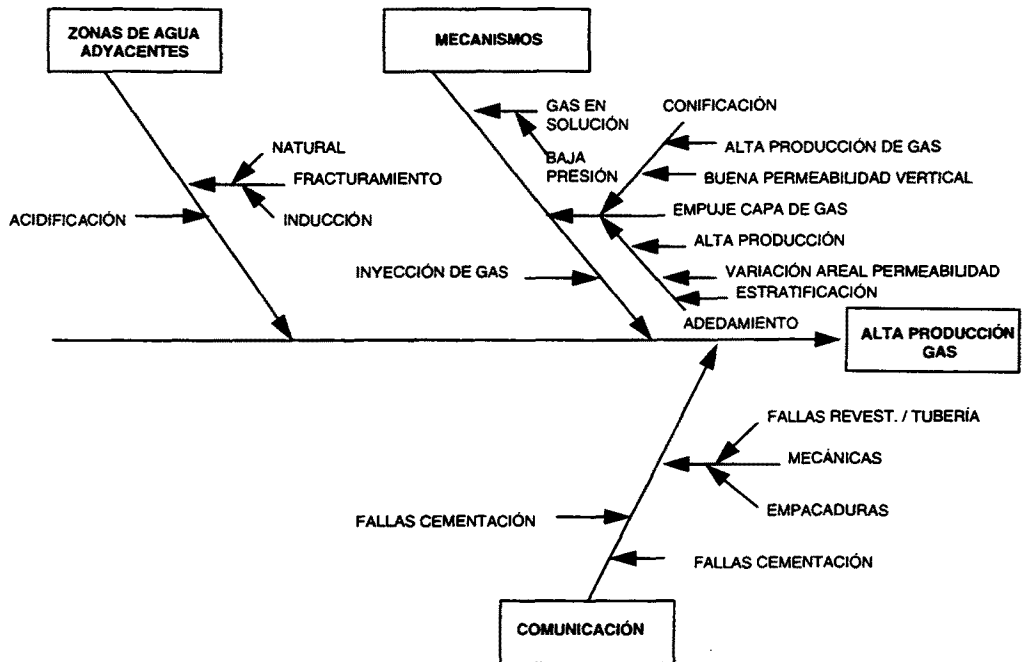 ZONAS DE AGUA
ADYACENTES
MECANISMOS
GAS EN
SOLUCIÓN
BAJA
PRESIÓN
CONIFICACIÓN
ALTA PRODUCCIÓN DE GAS
BUENA PERMEABILIDAD VERTICAL
EMPUJE CAPA DE GAS
ALTA PRODUCCIÓN
VARIACIÓN AREAL PERMEABILIDAD
ESTRATIFICACIÓN
ADEDAMIENTO
NATURAL
FRACTURAMIENTO
INDUCCIÓN
ACIDIFICACIÓN
INYECCIÓN DE GAS
ALTA PRODUCCIÓN
GAS
FALLAS REVEST. / TUBERÍA
MECÁNICAS
EMPACADURAS
FALLAS CEMENTACIÓN
FALLAS CEMENTACIÓN
COMUNICACIÓN